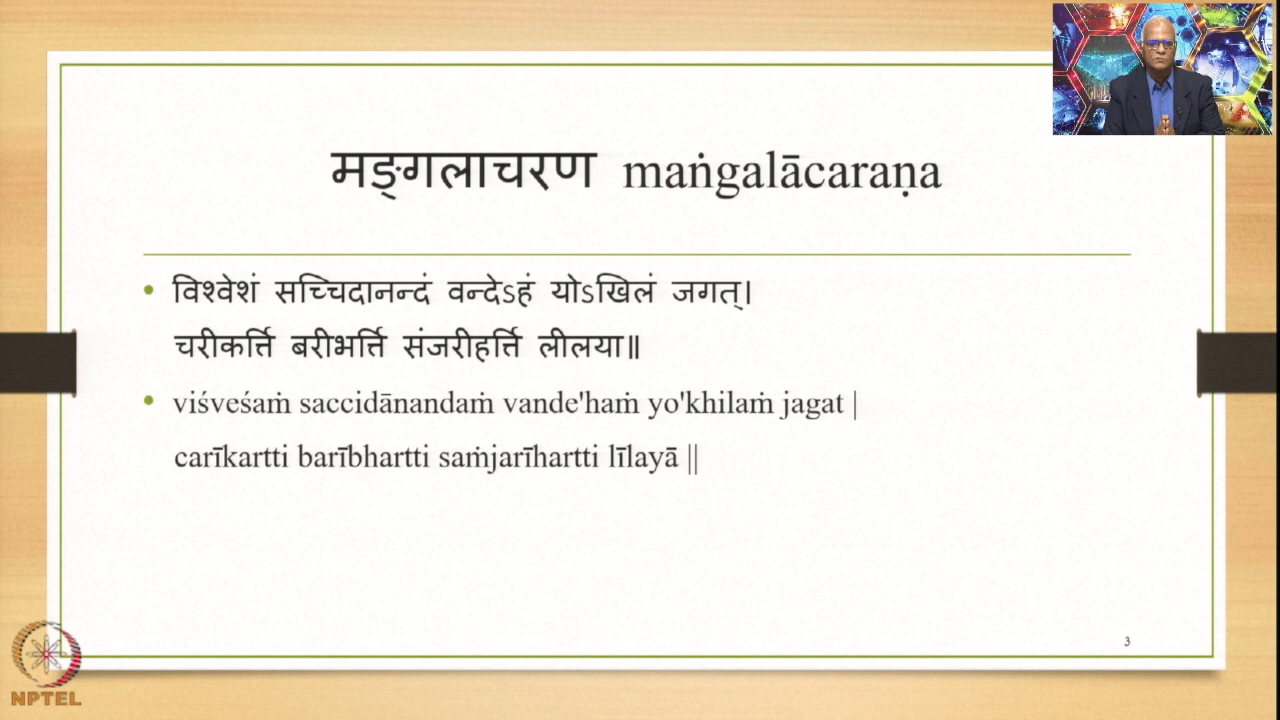 मङ्गलाचरण maṅgalācaraṇa
विश्वेशं सच्चिदानन्दं वन्देऽहं योऽखिलं जगत्।
चरीकर्त्ति बरीभर्त्ति संजरीहर्त्ति लीलया॥
viśveśaṁ saccidānandaṁ vande'haṁ yo'khilaṁ jagat |
carīkartti barībhartti saṁjarīhartti līlayā ||
3
NPTEL